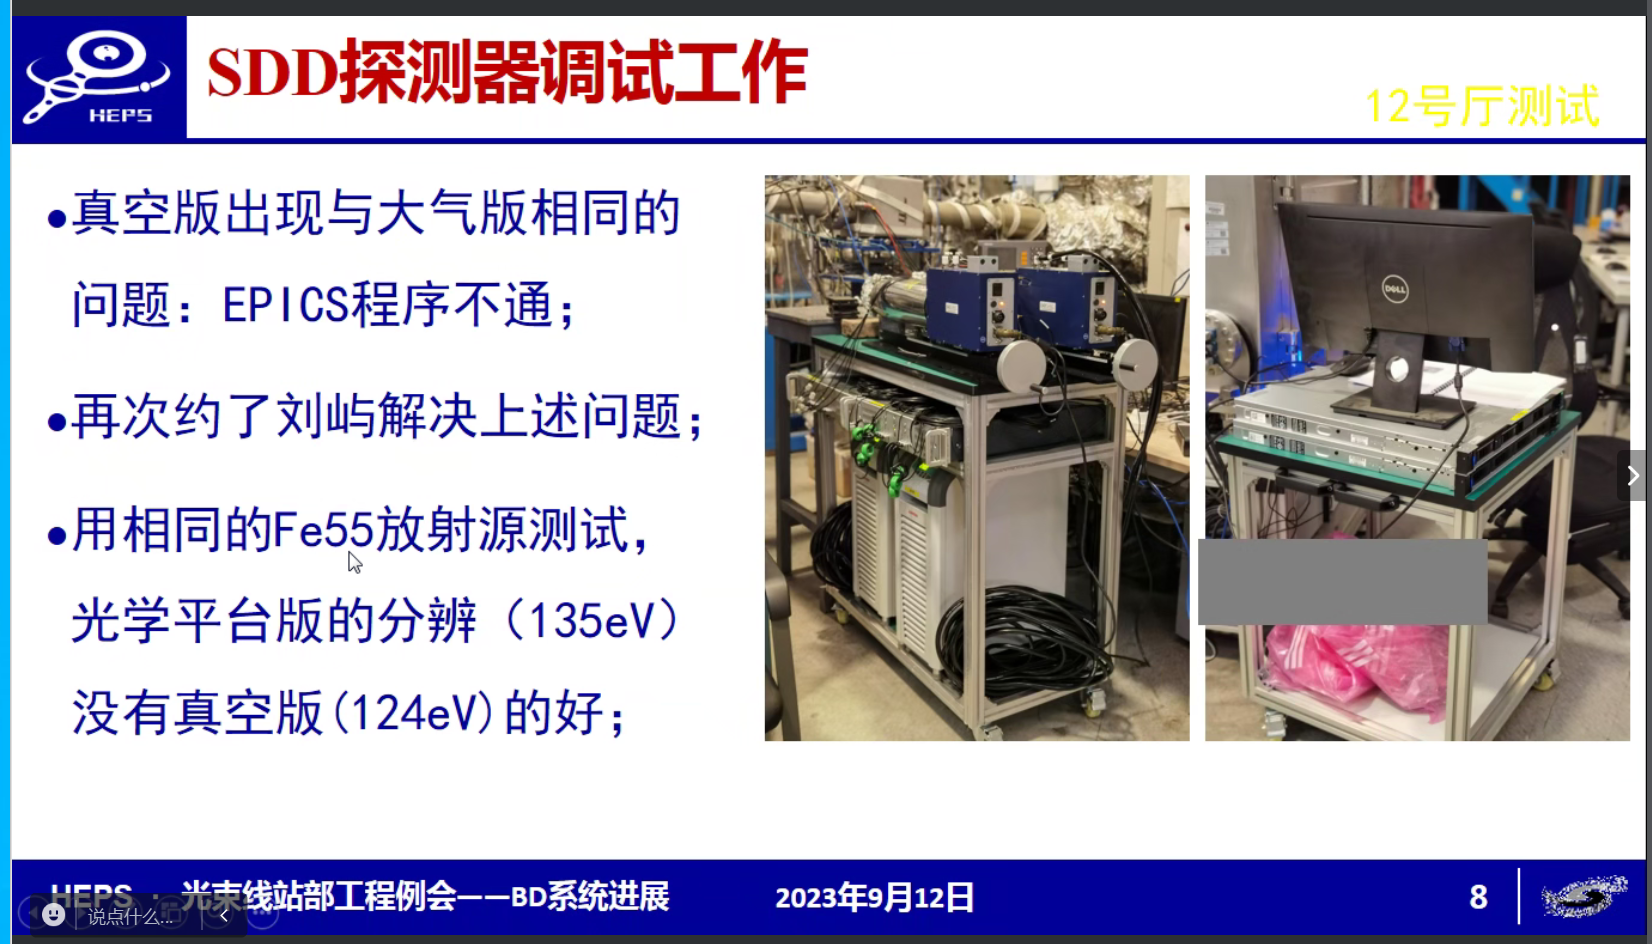 HEPS
SDD探测器调试工作
12号厅测试
●真空版出现与大气版相同的
问题：EPICS程序不通；
●再次约了刘屿解决上述问题；
●用相同的Fe55放射源测试，
光学平台版的分辨（135eV）
没有真空版(124eV)的好；
DELL
HEPS 光束线站部工程例会——BD系统进展
2023年9月12日
8
说点什么...